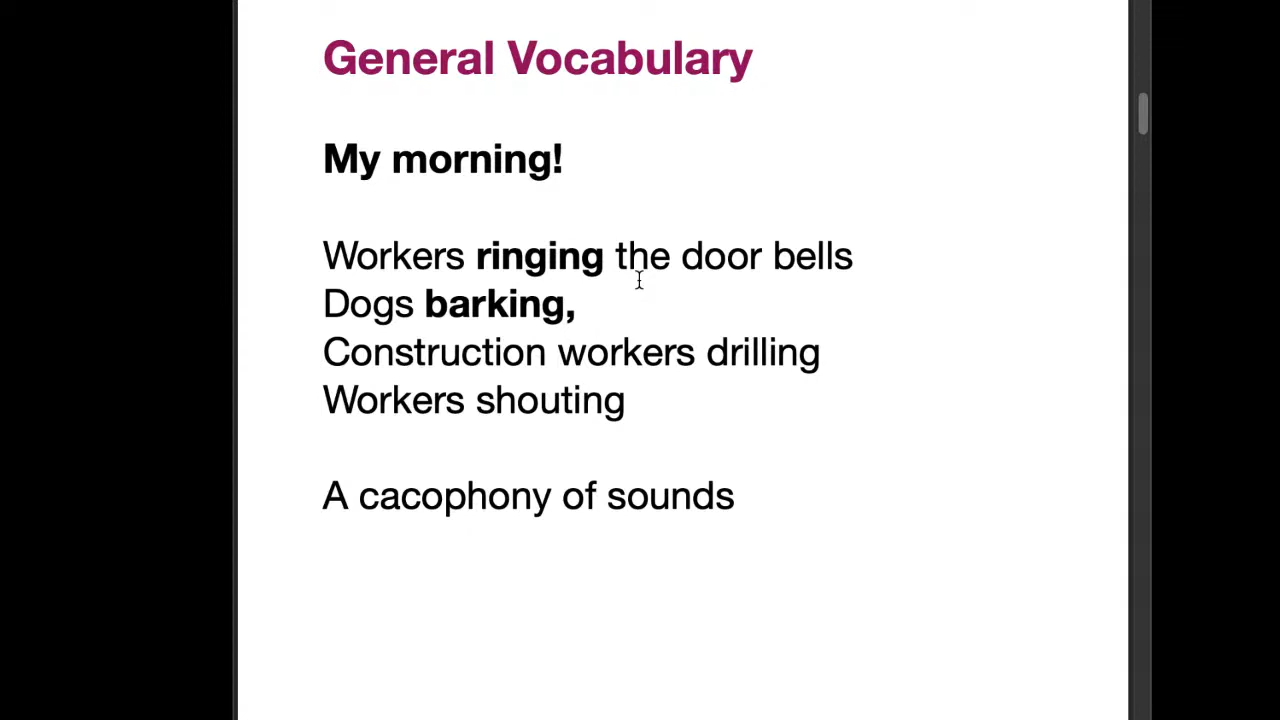 General Vocabulary
My morning!
Workers ringing the door bells
Dogs barking,
Construction workers drilling
Workers shouting
A cacophony of sounds